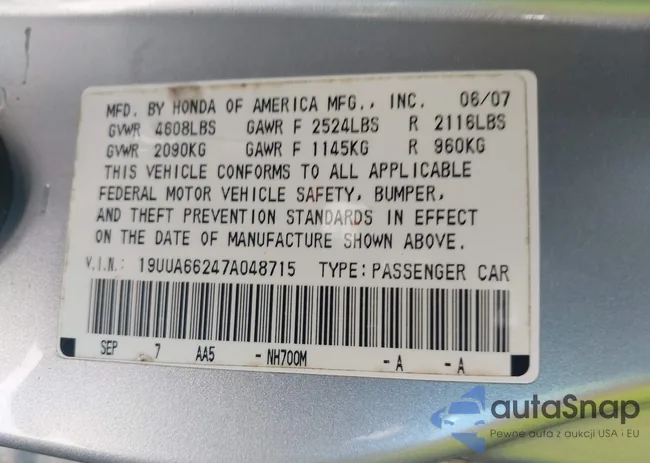 MFD. BY HONDA OF AMERICA MFG., INC. 06/07
GVWR 4608LBS GAWR F 2524LBS R 2116LBS
GVWR 2090KG GAWR F 1145KG R 960KG
THIS VEHICLE CONFORMS TO ALL APPLICABLE
FEDERAL MOTOR VEHICLE SAFETY, BUMPER,
AND THEFT PREVENTION STANDARDS IN EFFECT
ON THE DATE OF MANUFACTURE SHOWN ABOVE.
V.I.N.: 19UUA66247A048715 TYPE: PASSENGER CAR
SEP 7 AA5 - NH700M - A - A
autaSnap
Pewne auta z aukcji USA i EU